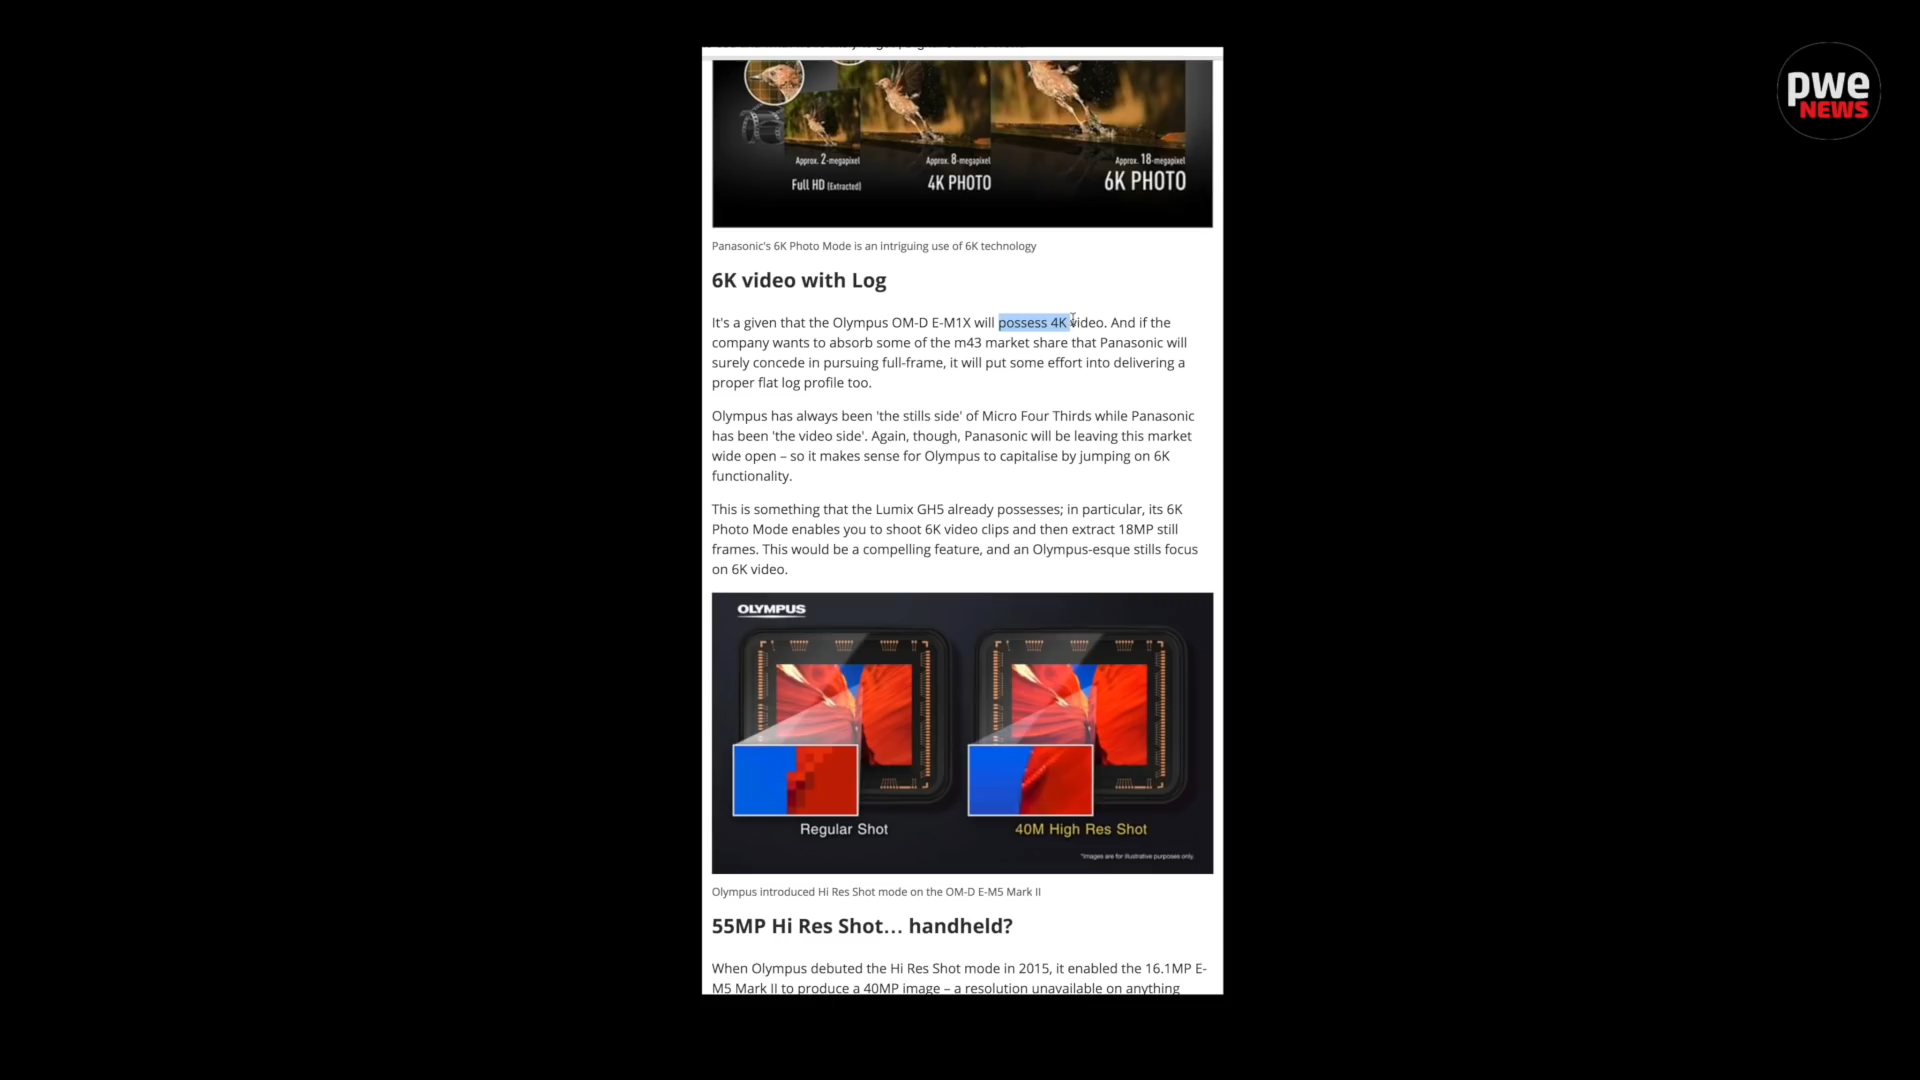 pwe
NEWS
Approx. 2-megapixel
Approx. 8-megapixel
Approx. 18-megapixel
Full HD (Extracted)
4K PHOTO
6K PHOTO
Panasonic's 6K Photo Mode is an intriguing use of 6K technology
6K video with Log
It's a given that the Olympus OM-D E-M1X will possess 4K video. And if the
company wants to absorb some of the m43 market share that Panasonic will
surely concede in pursuing full-frame, it will put some effort into delivering a
proper flat log profile too.
Olympus has always been 'the stills side' of Micro Four Thirds while Panasonic
has been 'the video side'. Again, though, Panasonic will be leaving this market
wide open – so it makes sense for Olympus to capitalise by jumping on 6K
functionality.
This is something that the Lumix GH5 already possesses; in particular, its 6K
Photo Mode enables you to shoot 6K video clips and then extract 18MP still
frames. This would be a compelling feature, and an Olympus-esque stills focus
on 6K video.
OLYMPUS
Regular Shot
40M High Res Shot
*Images are for illustrative purposes only.
Olympus introduced Hi Res Shot mode on the OM-D E-M5 Mark II
55MP Hi Res Shot… handheld?
When Olympus debuted the Hi Res Shot mode in 2015, it enabled the 16.1MP E-
M5 Mark II to produce a 40MP image – a resolution unavailable on anything